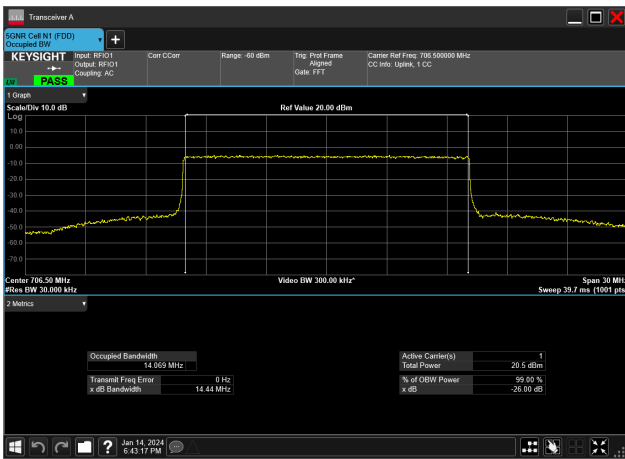 Transceiver A
5GNR Cell N1 (FDD)
Occupied BW
KEYSIGHT
LXI
PASS
Input: RFIO1
Output: RFIO1
Coupling: AC
Corr CCorr
Range: -60 dBm
Trig: Prot Frame
Aligned
Gate: FFT
Carrier Ref Freq: 706.500000 MHz
CC Info: Uplink, 1 CC
1 Graph
Scale/Div 10.0 dB
Ref Value 20.00 dBm
Log
10.0
0.00
-10.0
-20.0
-30.0
-40.0
-50.0
-60.0
-70.0
Center 706.50 MHz
Video BW 300.00 kHz*
Span 30 MHz
#Res BW 30.000 kHz
Sweep 39.7 ms (1001 pts
2 Metrics
Occupied Bandwidth
14.069 MHz
Active Carrier(s) 1
Total Power 20.5 dBm
Transmit Freq Error 0 Hz
x dB Bandwidth 14.44 MHz
% of OBW Power 99.00 %
x dB -26.00 dB
?
Jan 14, 2024
6:43:17 PM